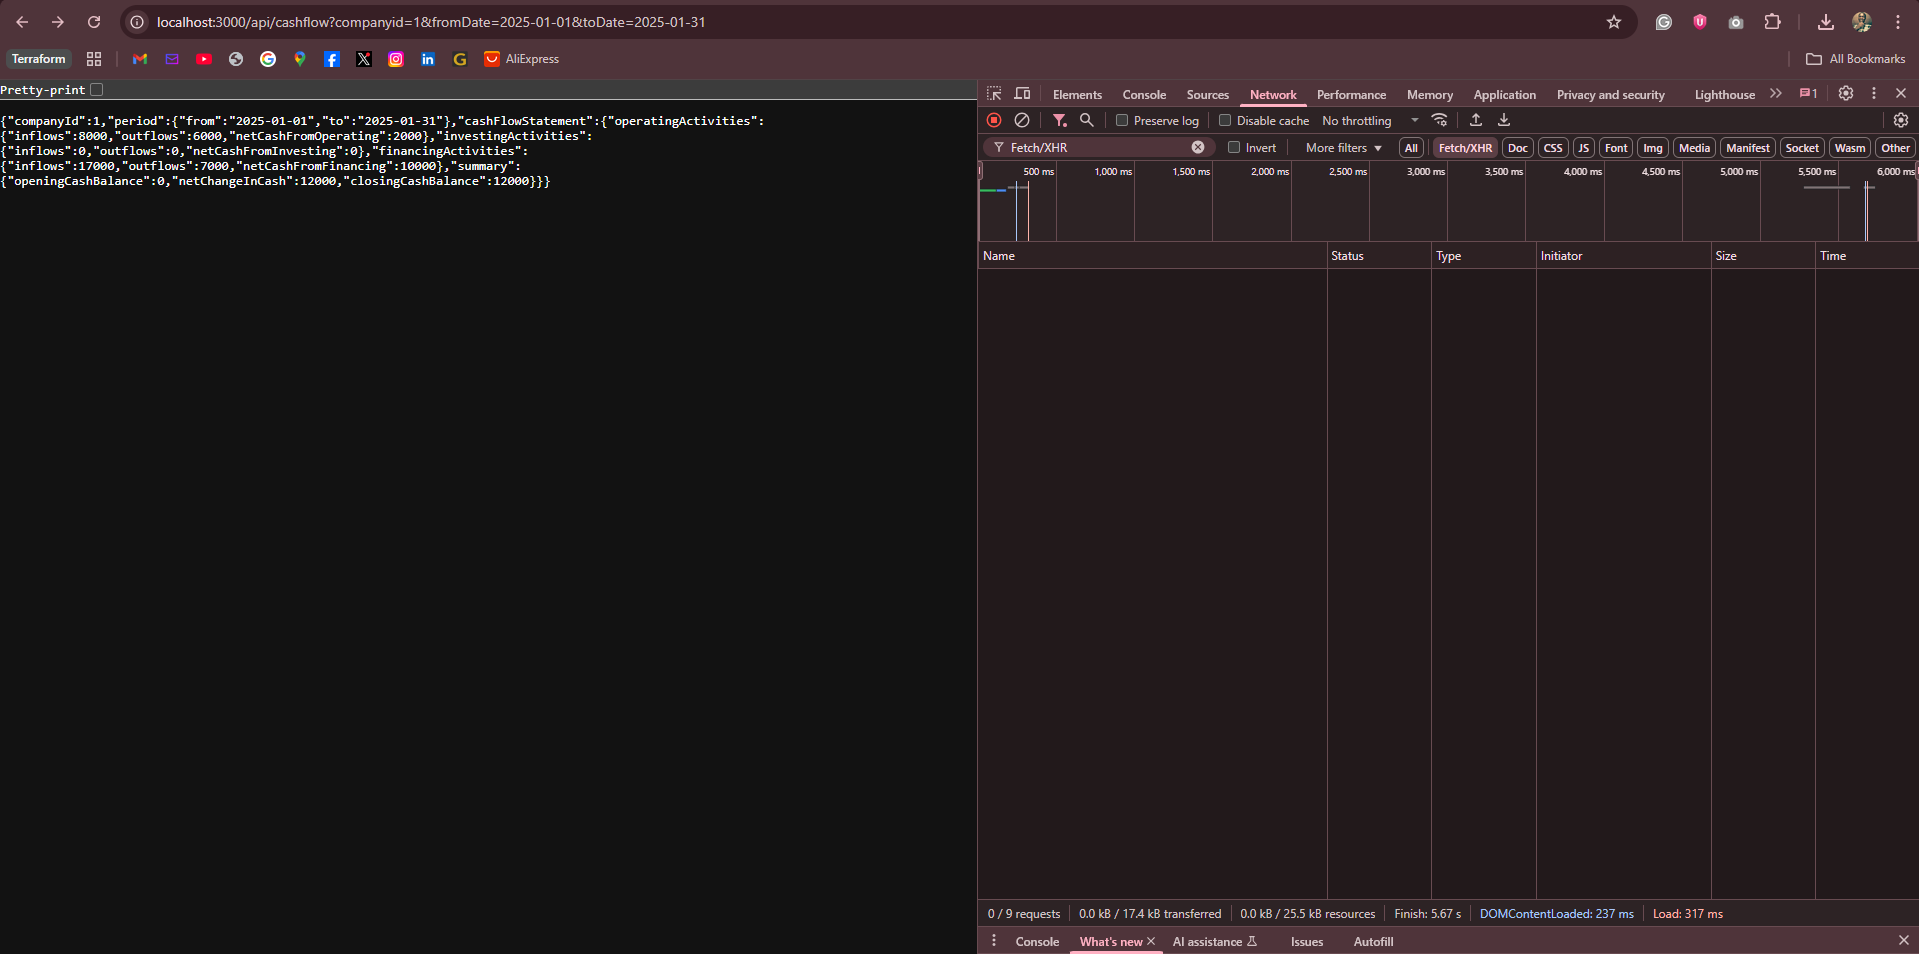 localhost:3000/api/cashflow?companyid=1&fromDate=2025-01-01&toDate=2025-01-31
Terraform
AliExpress
All Bookmarks
Pretty-print
{"companyId":1,"period":{"from":"2025-01-01","to":"2025-01-31"},"cashFlowStatement":{"operatingActivities":
{"inflows":8000,"outflows":6000,"netCashFromOperating":2000},"investingActivities":
{"inflows":0,"outflows":0,"netCashFromInvesting":0},"financingActivities":
{"inflows":17000,"outflows":7000,"netCashFromFinancing":10000},"summary":
{"openingCashBalance":0,"netChangeInCash":12000,"closingCashBalance":12000}}}
Elements Console Sources Network Performance Memory Application Privacy and security Lighthouse 1
Preserve log Disable cache No throttling
Fetch/XHR Invert More filters All Fetch/XHR Doc CSS JS Font Img Media Manifest Socket Wasm Other
500 ms 1,000 ms 1,500 ms 2,000 ms 2,500 ms 3,000 ms 3,500 ms 4,000 ms 4,500 ms 5,000 ms 5,500 ms 6,000 ms
Name Status Type Initiator Size Time
0 / 9 requests 0.0 kB / 17.4 kB transferred 0.0 kB / 25.5 kB resources Finish: 5.67 s DOMContentLoaded: 237 ms Load: 317 ms
Console What's new AI assistance Issues Autofill